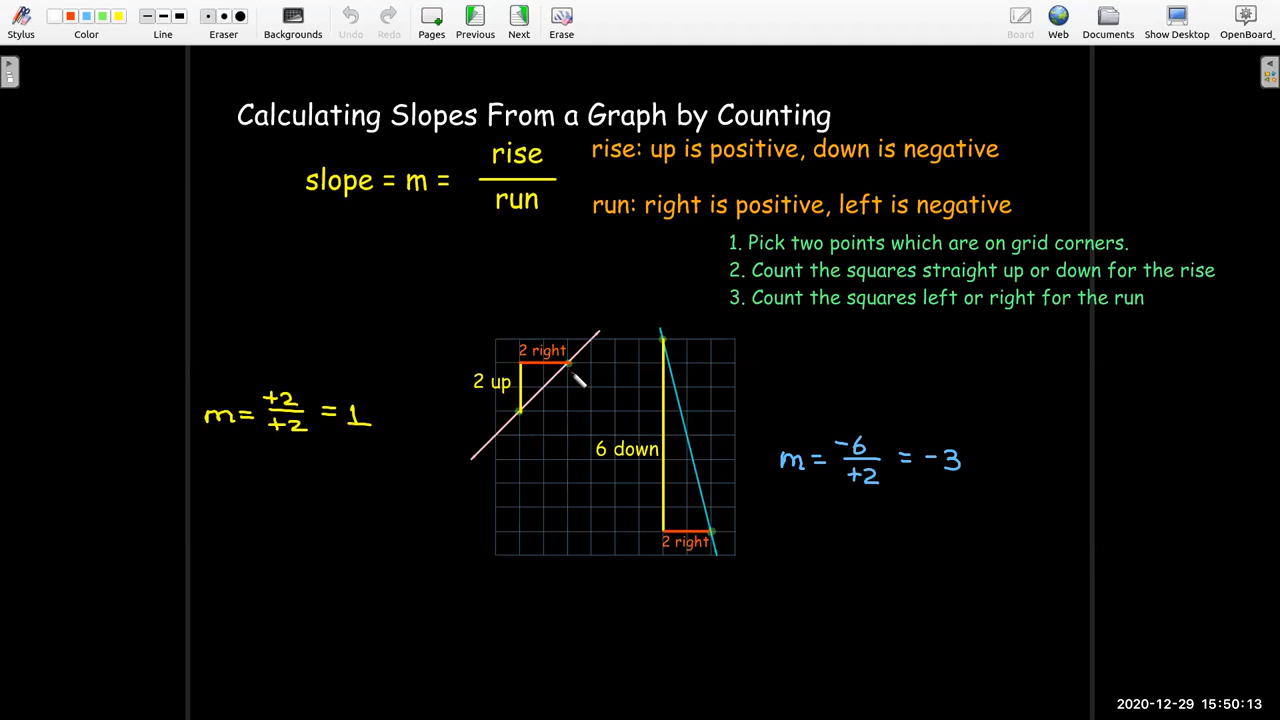 Stylus
Color
Line
Eraser
Backgrounds
Undo
Redo
Pages
Previous
Next
Erase
Board
Web
Documents
Show Desktop
OpenBoard
Calculating Slopes From a Graph by Counting
slope = m = rise / run
rise: up is positive, down is negative
run: right is positive, left is negative
1. Pick two points which are on grid corners.
2. Count the squares straight up or down for the rise
3. Count the squares left or right for the run
2 right
2 up
m = +2 / +2 = 1
6 down
2 right
m = -6 / +2 = -3
2020-12-29 15:50:13